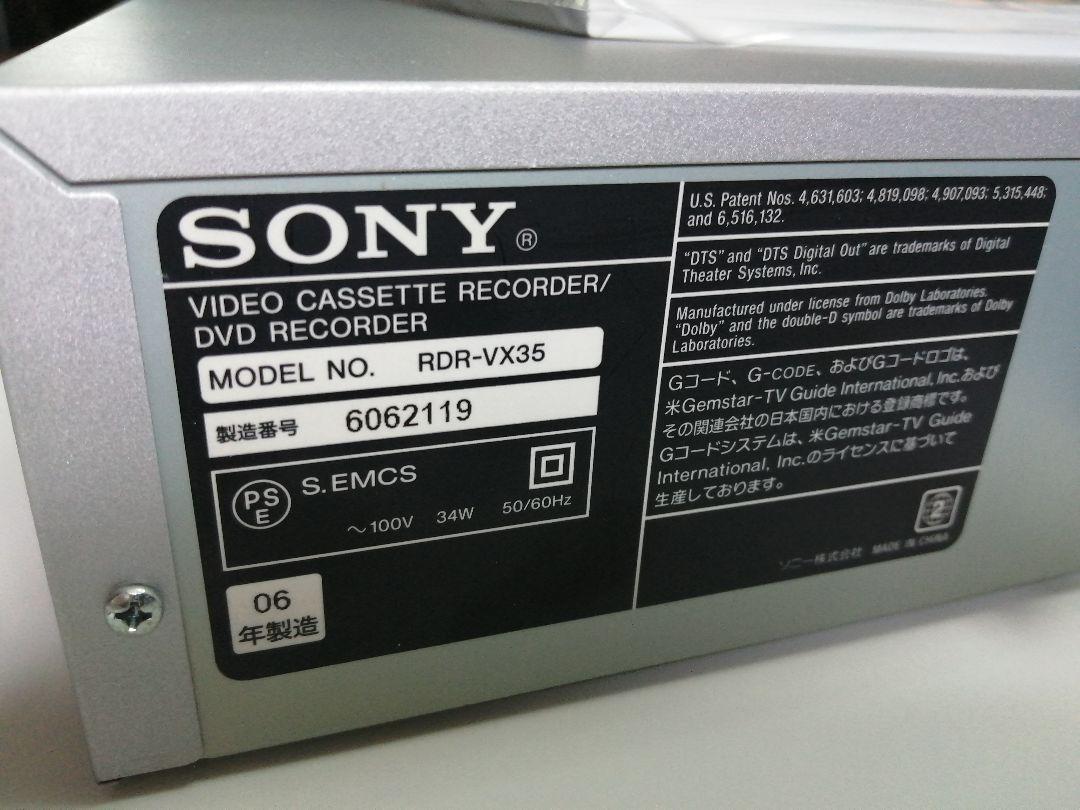 SONY®
VIDEO CASSETTE RECORDER/
DVD RECORDER
MODEL NO. RDR-VX35
製造番号 6062119
PS
E
S.EMCS
～100V 34W 50/60Hz
06
年製造
U.S. Patent Nos. 4,631,603; 4,819,098; 4,907,093; 5,315,448;
and 6,516,132.
"DTS" and "DTS Digital Out" are trademarks of Digital
Theater Systems, Inc.
Manufactured under license from Dolby Laboratories.
"Dolby" and the double-D symbol are trademarks of Dolby
Laboratories.
Gコード、G-CODE、およびGコードロゴは、
米Gemstar-TV Guide International, Inc.および
その関連会社の日本国内における登録商標です。
Gコードシステムは、米Gemstar-TV Guide
International, Inc.のライセンスに基づいて
生産しております。
2
ソニー株式会社 MADE IN CHINA